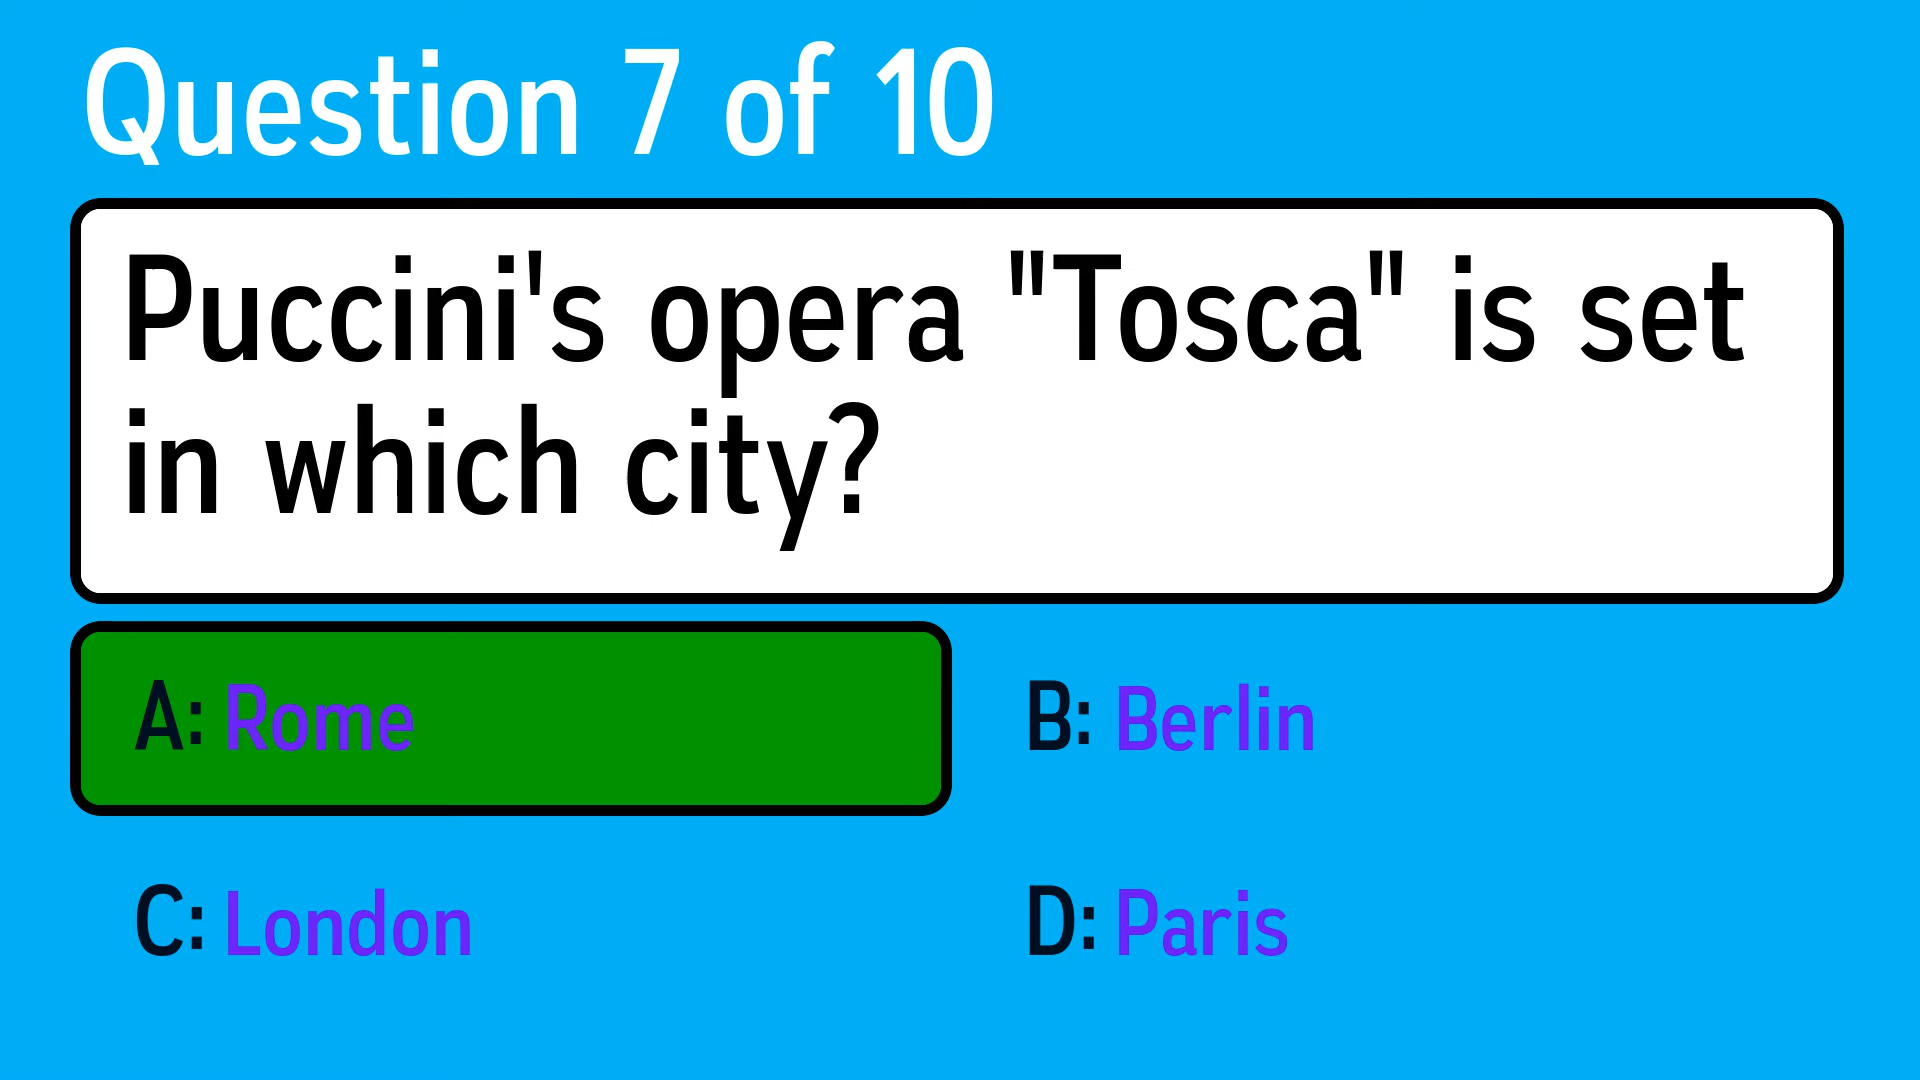 Question 7 of 10
Puccini's opera "Tosca" is set
in which city?
A: Rome
B: Berlin
C: London
D: Paris